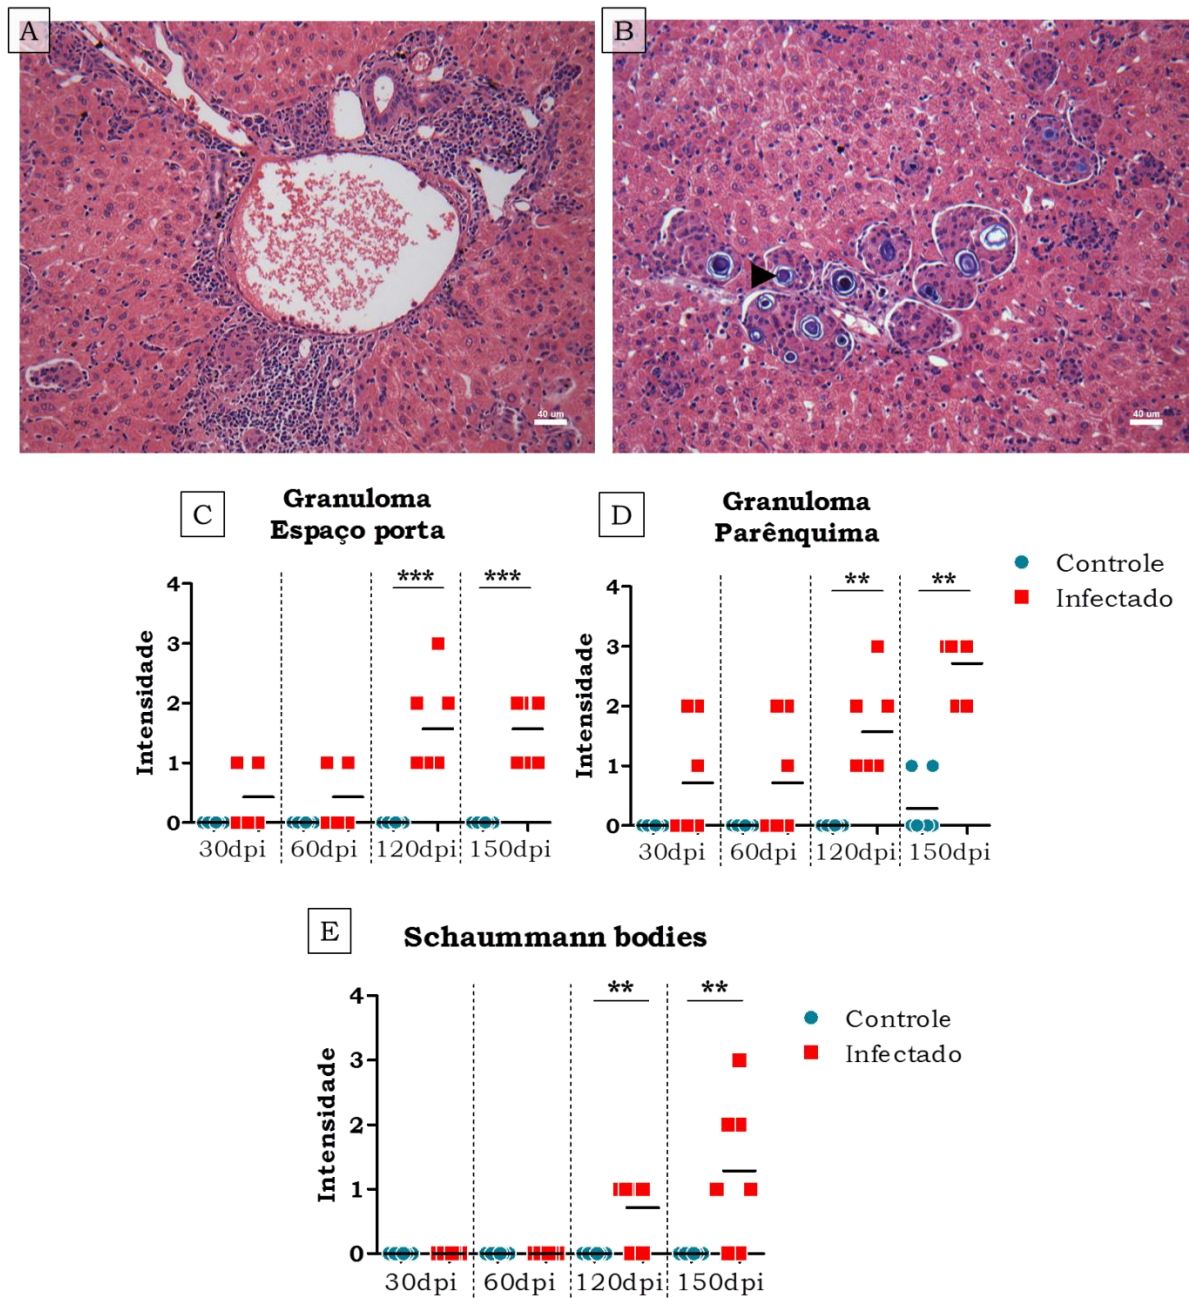 A
B
40 um
40 um
C
Granuloma
Espaço porta
D
Granuloma
Parênquima
Controle
Infectado
Intensidade
4
3
2
1
0
*** ***
30dpi 60dpi 120dpi 150dpi
Intensidade
4
3
2
1
0
** **
30dpi 60dpi 120dpi 150dpi
E
Schaummann bodies
Controle
Infectado
Intensidade
4
3
2
1
0
** **
30dpi 60dpi 120dpi 150dpi